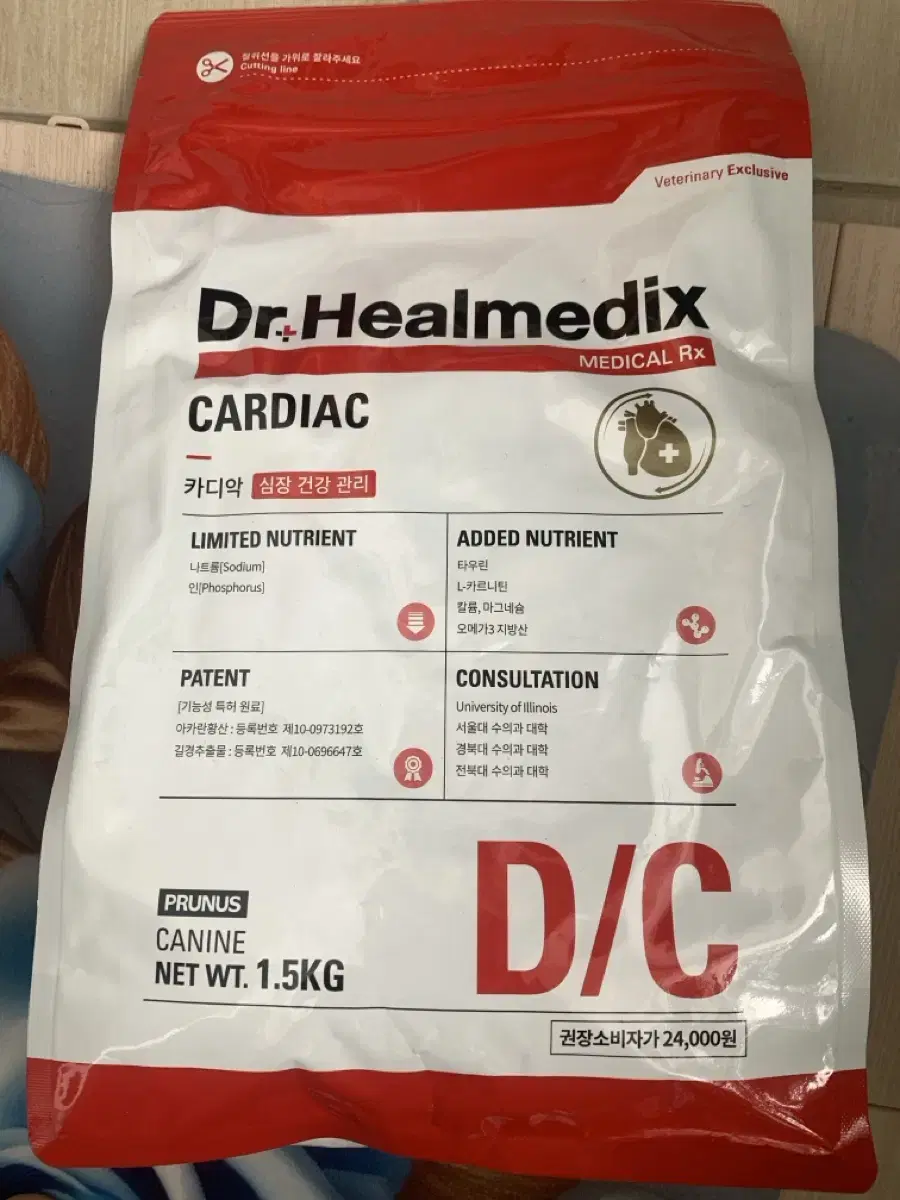 절취선을 가위로 잘라주세요
Cutting line
Veterinary Exclusive
Dr.Healmedix
MEDICAL Rx
CARDIAC
카디악 심장 건강 관리
LIMITED NUTRIENT
나트륨[Sodium]
인[Phosphorus]
ADDED NUTRIENT
타우린
L-카르니틴
칼륨, 마그네슘
오메가3 지방산
PATENT
[기능성 특허 원료]
아카란황산 : 등록번호 제10-0973192호
길경추출물 : 등록번호 제10-0696647호
CONSULTATION
University of Illinois
서울대 수의과 대학
경북대 수의과 대학
전북대 수의과 대학
D/C
PRUNUS
CANINE
NET WT. 1.5KG
권장소비자가 24,000원